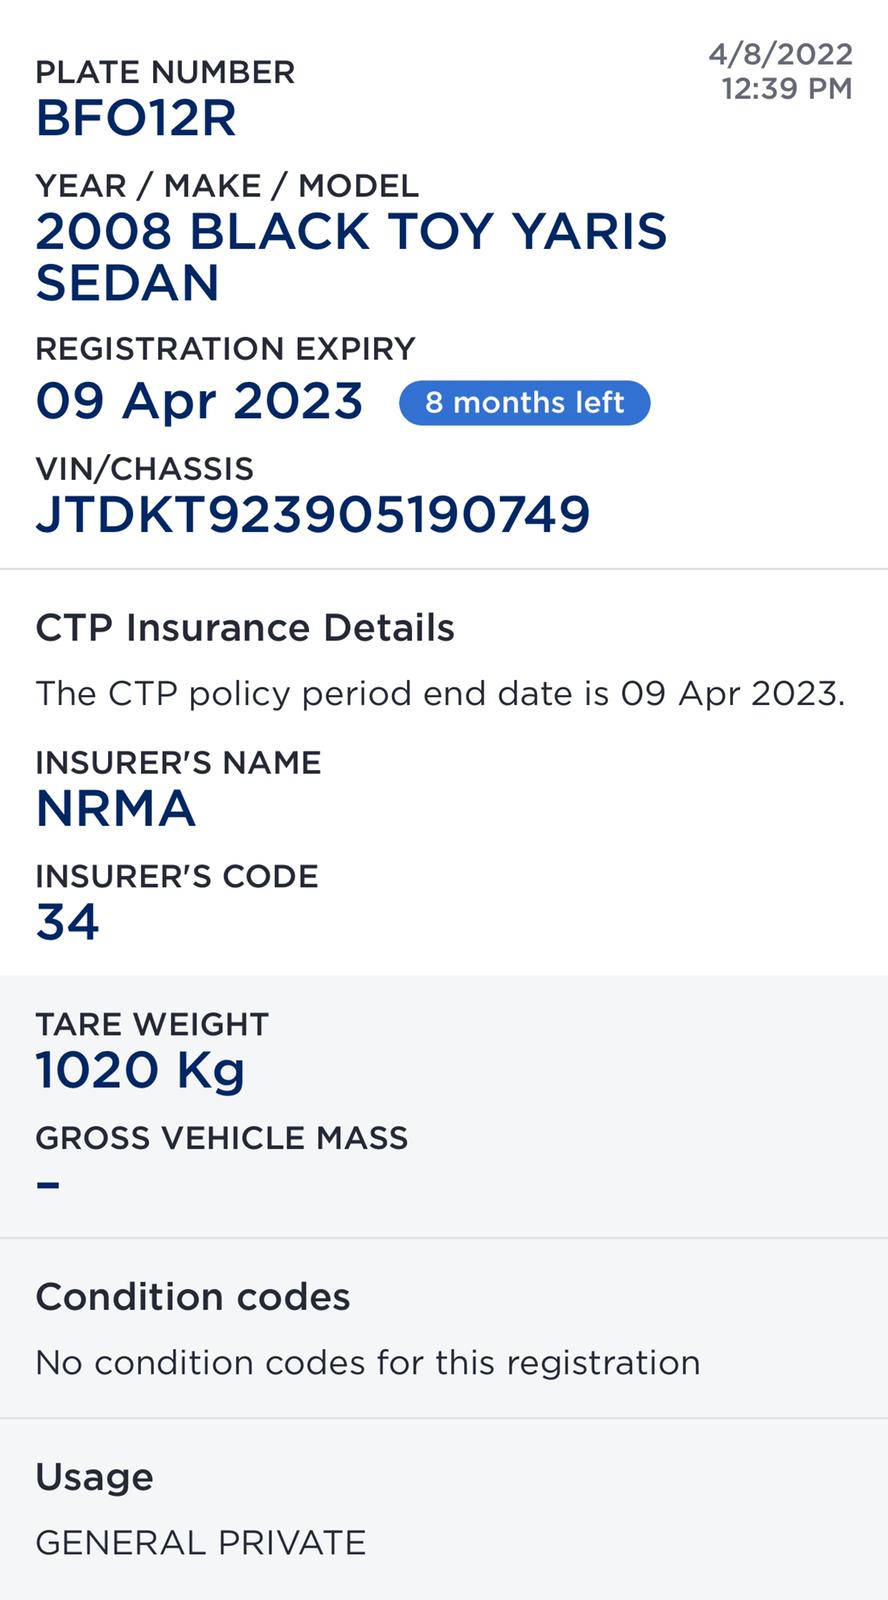 4/8/2022
12:39 PM
PLATE NUMBER
BFO12R
YEAR / MAKE / MODEL
2008 BLACK TOY YARIS
SEDAN
REGISTRATION EXPIRY
09 Apr 2023 8 months left
VIN/CHASSIS
JTDKT923905190749
CTP Insurance Details
The CTP policy period end date is 09 Apr 2023.
INSURER'S NAME
NRMA
INSURER'S CODE
34
TARE WEIGHT
1020 Kg
GROSS VEHICLE MASS
–
Condition codes
No condition codes for this registration
Usage
GENERAL PRIVATE